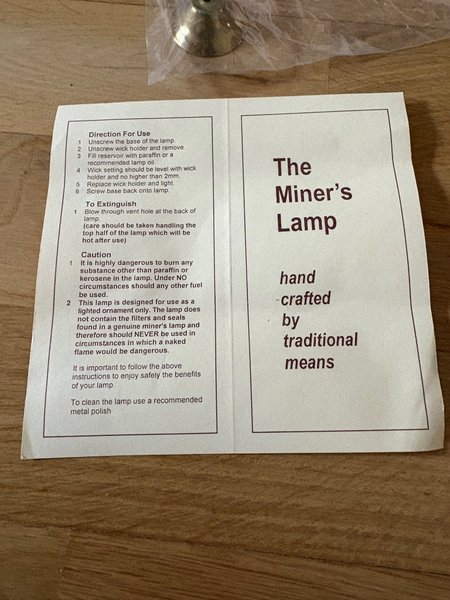 Direction For Use
1 Unscrew the base of the lamp.
2 Unscrew wick holder and remove.
3 Fill reservoir with paraffin or a
recommended lamp oil.
4 Wick setting should be level with wick
holder and no higher than 2mm.
5 Replace wick holder and light.
6 Screw base back onto lamp.
To Extinguish
1 Blow through vent hole at the back of
lamp.
(care should be taken handling the
top half of the lamp which will be
hot after use)
Caution
1 It is highly dangerous to burn any
substance other than paraffin or
kerosene in the lamp. Under NO
circumstances should any other fuel
be used.
2 This lamp is designed for use as a
lighted ornament only. The lamp does
not contain the filters and seals
found in a genuine miner's lamp and
therefore should NEVER be used in
circumstances in which a naked
flame would be dangerous.
It is important to follow the above
instructions to enjoy safely the benefits
of your lamp.
To clean the lamp use a recommended
metal polish
The
Miner's
Lamp
hand
crafted
by
traditional
means